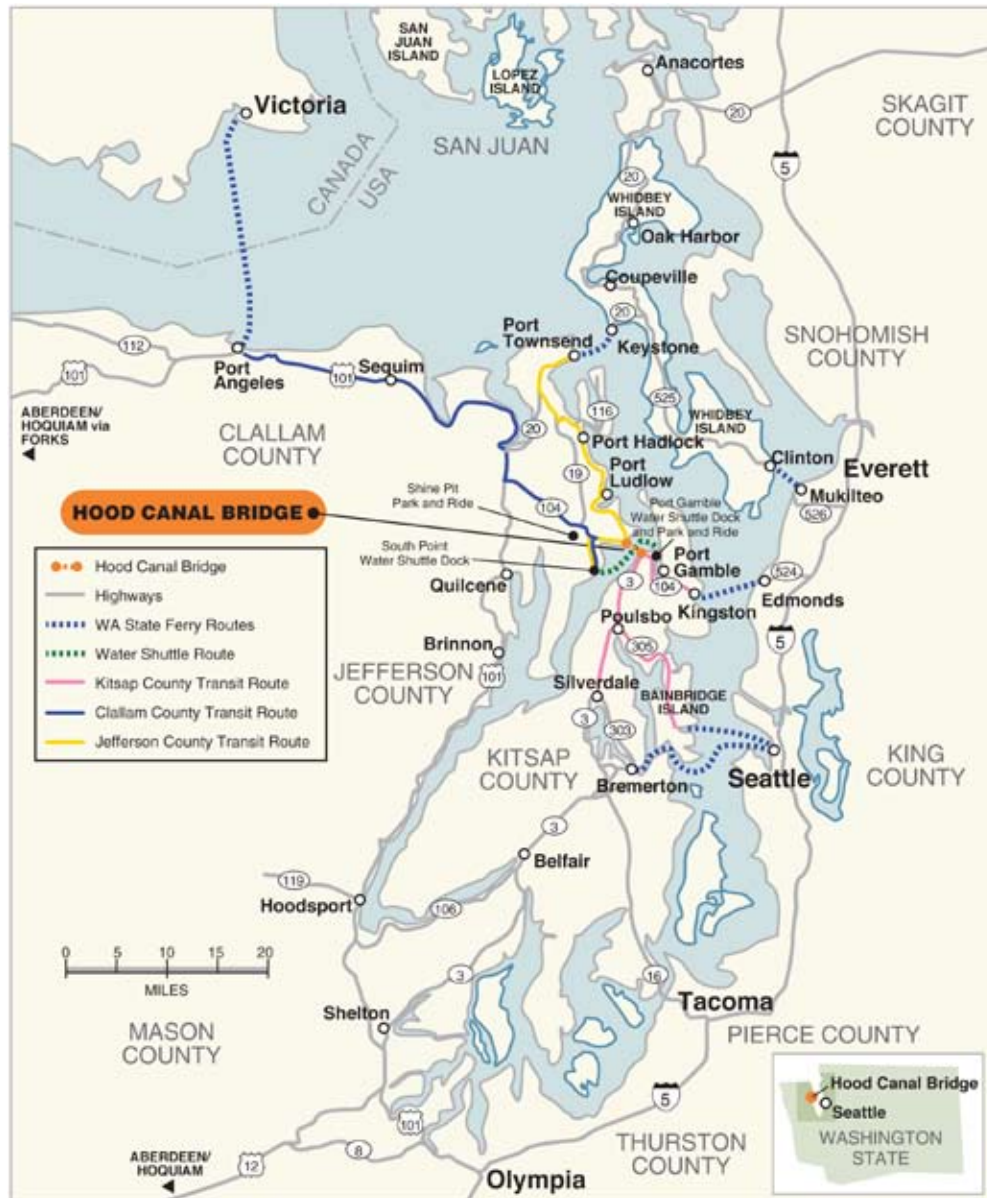 SAN
JUAN
ISLAND
LOPEZ
ISLAND
Anacortes
20
SKAGIT
COUNTY
Victoria
SAN JUAN
CANADA
USA
5
20
WHIDBEY
ISLAND
Oak Harbor
Coupeville
20
Keystone
Port
Townsend
SNOHOMISH
COUNTY
112
101
Port
Angeles
101
Sequim
ABERDEEN/
HOQUIAM via
FORKS
CLALLAM
COUNTY
20
116
525
WHIDBEY
ISLAND
Port Hadlock
19
Port
Ludlow
Clinton
Everett
Mukilteo
526
Shine Pit
Park and Ride
104
Port Gamble
Water Shuttle Dock
and Park and Ride
HOOD CANAL BRIDGE
South Point
Water Shuttle Dock
Port
Gamble
3
104
Kingston
524
Edmonds
Quilcene
Poulsbo
305
5
Brinnon
JEFFERSON
COUNTY
101
Silverdale
BAINBRIDGE
ISLAND
3
303
KITSAP
COUNTY
Bremerton
Seattle
KING
COUNTY
Hood Canal Bridge
Highways
WA State Ferry Routes
Water Shuttle Route
Kitsap County Transit Route
Clallam County Transit Route
Jefferson County Transit Route
3
Belfair
119
Hoodsport
106
0 5 10 15 20
MILES
3
16
Shelton
Tacoma
MASON
COUNTY
PIERCE COUNTY
5
101
8
12
ABERDEEN/
HOQUIAM
Olympia
THURSTON
COUNTY
Hood Canal Bridge
Seattle
WASHINGTON
STATE